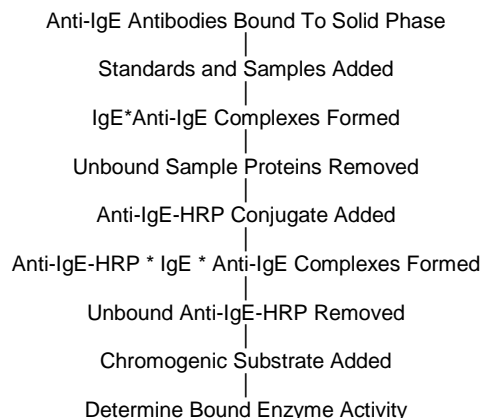 Anti-IgE Antibodies Bound To Solid Phase
Standards and Samples Added
IgE*Anti-IgE Complexes Formed
Unbound Sample Proteins Removed
Anti-IgE-HRP Conjugate Added
Anti-IgE-HRP * IgE * Anti-IgE Complexes Formed
Unbound Anti-IgE-HRP Removed
Chromogenic Substrate Added
Determine Bound Enzyme Activity